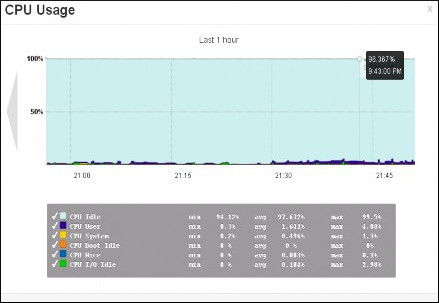 CPU Usage
X
Last 1 hour
100%
98.367%
9:43:00 PM
50%
21:00
21:15
21:30
21:45
CPU Idle min 94.12% avg 97.672% max 99.5%
CPU User min 0.3% avg 1.641% max 4.08%
CPU System min 0.2% avg 0.496% max 1.3%
CPU Boot Idle min 0 % avg 0 % max 0%
CPU Nice min 0 % avg 0.003% max 0.3%
CPU I/O Idle min 0 % avg 0.184% max 2.98%